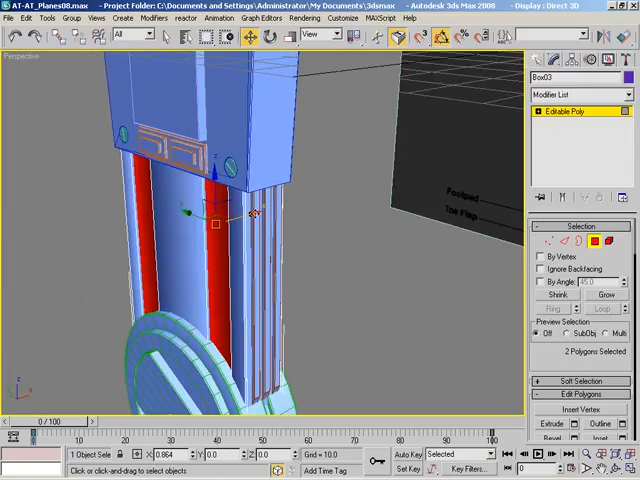 AT-AT_Planes08.max - Project Folder: C:\Documents and Settings\Administrator\My Documents\3dsmax - Autodesk 3ds Max 2008 - Display : Direct 3D
File Edit Tools Group Views Create Modifiers Animation Graph Editors Rendering Customize MAXScript Help
All View
Perspective
Box03
Modifier List
Editable Poly
Footpad
Toe Flap
z
Selection
By Vertex
Ignore Backfacing
By Angle: 45.0
Shrink Grow
Ring Loop
Preview Selection
Off SubObj Multi
2 Polygons Selected
Soft Selection
Edit Polygons
Insert Vertex
Extrude Outline
Bevel Inset
0 / 100
0 10 20 30 40 50 60 70 80 90 100
1 Object Selec X: 0.864 Y: 0.0 Z: 0.0 Grid = 10.0 Auto Key Selected
Click or click-and-drag to select objects Add Time Tag Set Key Key Filters... 0